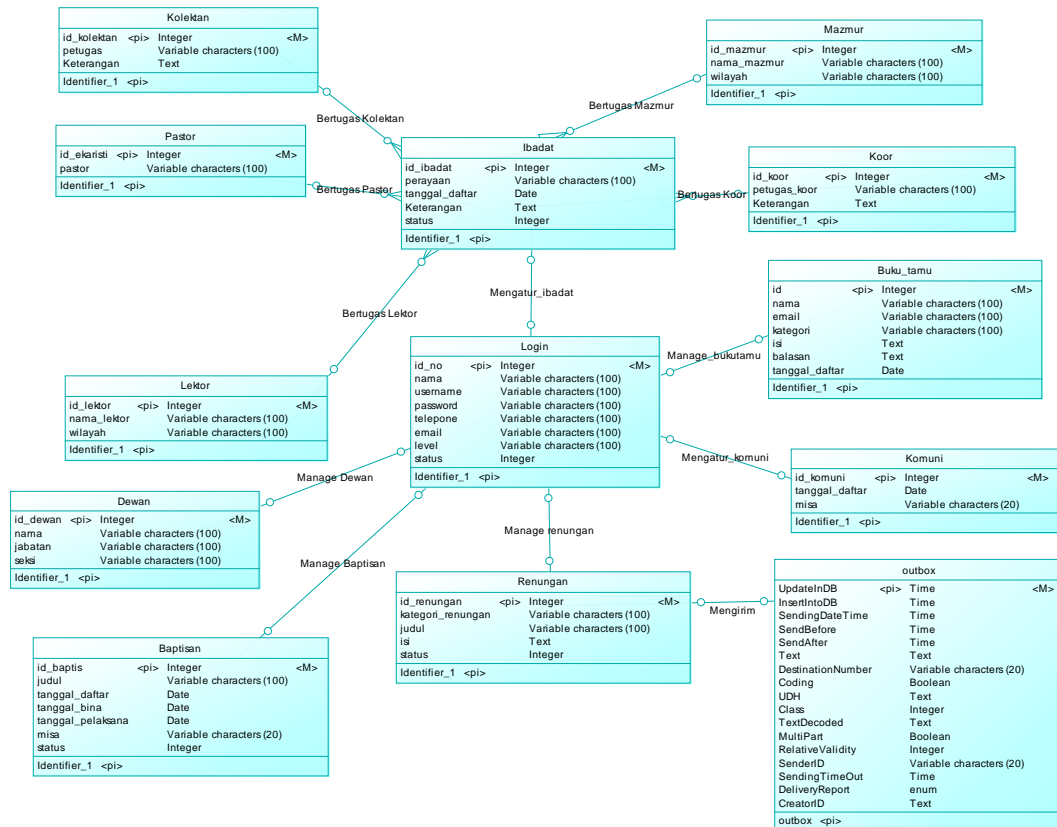 Kolektan
id_kolektan <pi> Integer <M>
petugas Variable characters (100)
Keterangan Text
Identifier_1 <pi>
Mazmur
id_mazmur <pi> Integer <M>
nama_mazmur Variable characters (100)
wilayah Variable characters (100)
Identifier_1 <pi>
Bertugas Kolektan
Bertugas Mazmur
Pastor
id_ekaristi <pi> Integer <M>
pastor Variable characters (100)
Identifier_1 <pi>
Bertugas Pastor
Ibadat
id_ibadat <pi> Integer <M>
perayaan Variable characters (100)
tanggal_daftar Date
Keterangan Text
status Integer
Identifier_1 <pi>
Bertugas Koor
Koor
id_koor <pi> Integer <M>
petugas_koor Variable characters (100)
Keterangan Text
Identifier_1 <pi>
Mengatur_ibadat
Bertugas Lektor
Buku_tamu
id <pi> Integer <M>
nama Variable characters (100)
email Variable characters (100)
kategori Variable characters (100)
isi Text
balasan Text
tanggal_daftar Date
Identifier_1 <pi>
Manage_bukutamu
Login
id_no <pi> Integer <M>
nama Variable characters (100)
username Variable characters (100)
password Variable characters (100)
telepone Variable characters (100)
email Variable characters (100)
level Variable characters (100)
status Integer
Identifier_1 <pi>
Lektor
id_lektor <pi> Integer <M>
nama_lektor Variable characters (100)
wilayah Variable characters (100)
Identifier_1 <pi>
Manage Dewan
Mengatur_komuni
Komuni
id_komuni <pi> Integer <M>
tanggal_daftar Date
misa Variable characters (20)
Identifier_1 <pi>
Dewan
id_dewan <pi> Integer <M>
nama Variable characters (100)
jabatan Variable characters (100)
seksi Variable characters (100)
Identifier_1 <pi>
Manage Baptisan
Manage renungan
Renungan
id_renungan <pi> Integer <M>
kategori_renungan Variable characters (100)
judul Variable characters (100)
isi Text
status Integer
Identifier_1 <pi>
Mengirim
outbox
UpdateInDB <pi> Time <M>
InsertIntoDB Time
SendingDateTime Time
SendBefore Time
SendAfter Time
Text Text
DestinationNumber Variable characters (20)
Coding Boolean
UDH Text
Class Integer
TextDecoded Text
MultiPart Boolean
RelativeValidity Integer
SenderID Variable characters (20)
SendingTimeOut Time
DeliveryReport enum
CreatorID Text
outbox <pi>
Baptisan
id_baptis <pi> Integer <M>
judul Variable characters (100)
tanggal_daftar Date
tanggal_bina Date
tanggal_pelaksana Date
misa Variable characters (20)
status Integer
Identifier_1 <pi>